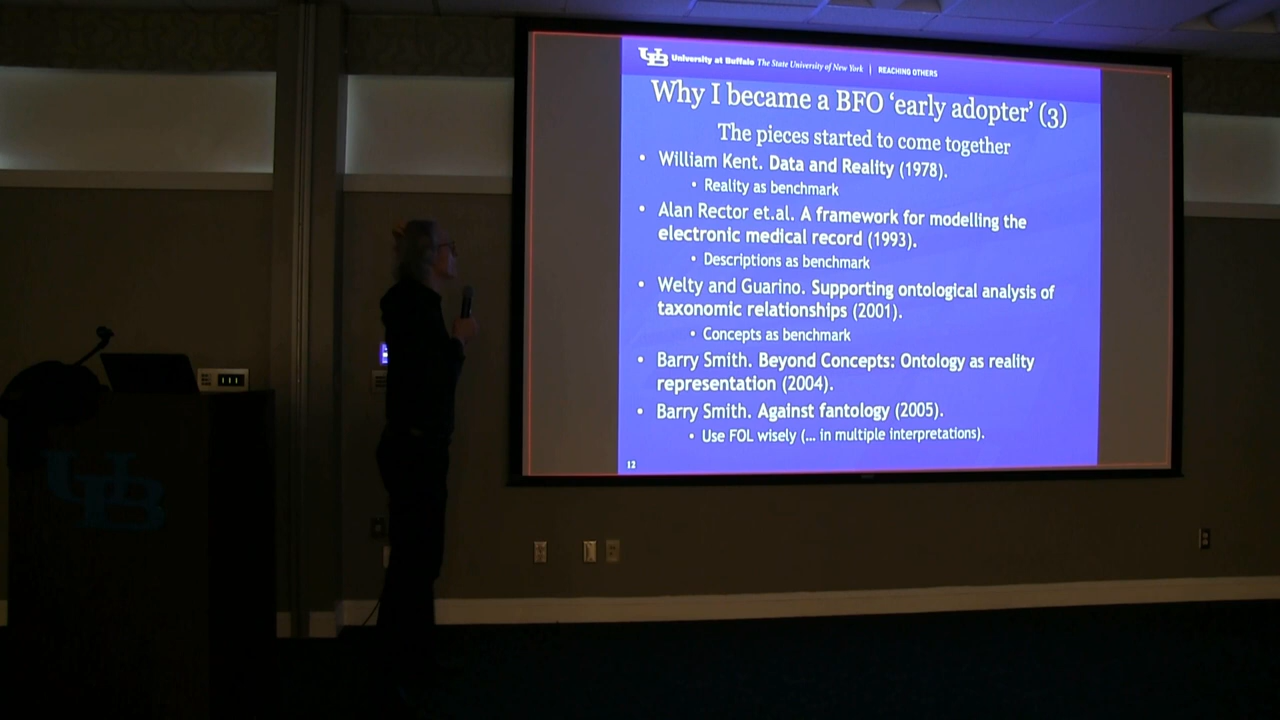 UB University at Buffalo The State University of New York | REACHING OTHERS
Why I became a BFO ‘early adopter’ (3)
The pieces started to come together
• William Kent. Data and Reality (1978).
• Reality as benchmark
• Alan Rector et.al. A framework for modelling the
electronic medical record (1993).
• Descriptions as benchmark
• Welty and Guarino. Supporting ontological analysis of
taxonomic relationships (2001).
• Concepts as benchmark
• Barry Smith. Beyond Concepts: Ontology as reality
representation (2004).
• Barry Smith. Against fantology (2005).
• Use FOL wisely (... in multiple interpretations).
12
UB